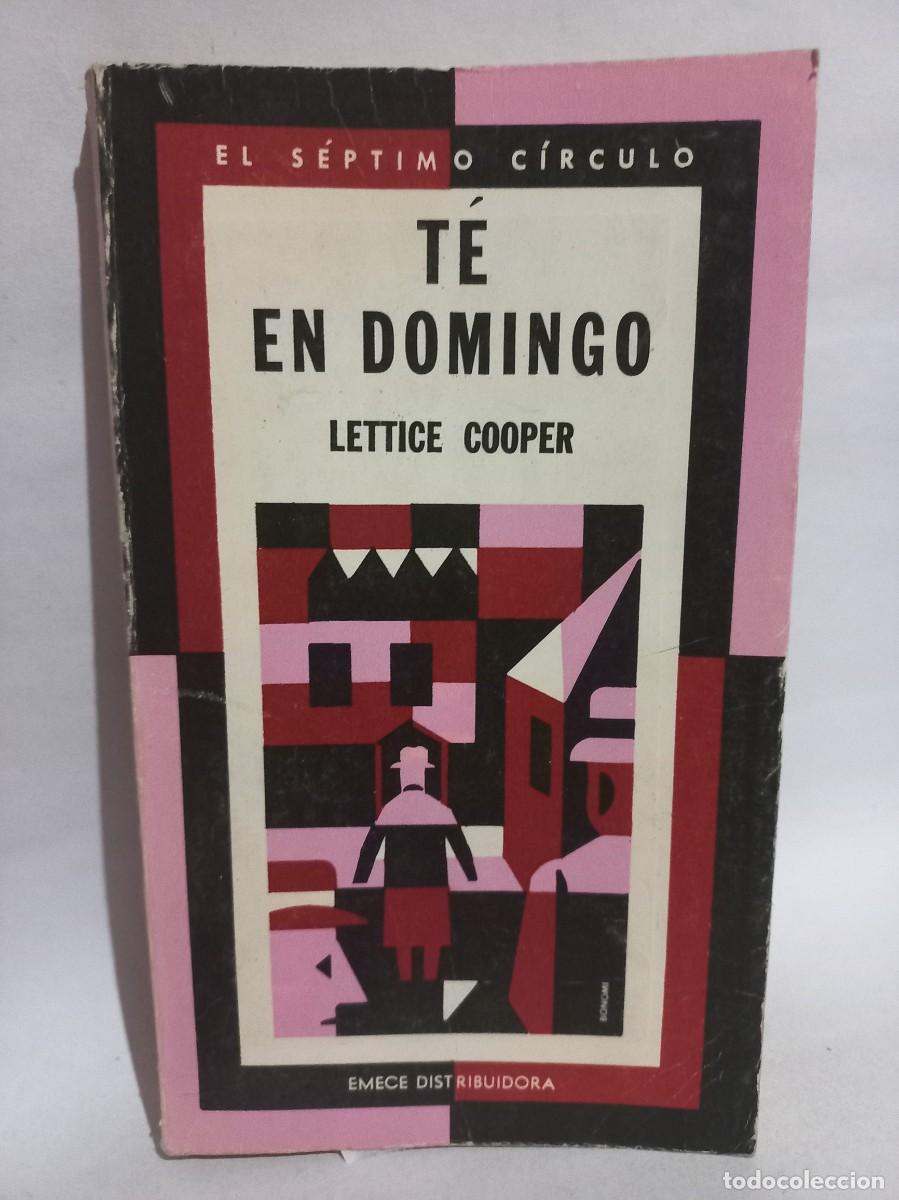 EL SÉPTIMO CÍRCULO
TÉ
EN DOMINGO
LETTICE COOPER
BONOMI
EMECE DISTRIBUIDORA
todocoleccion